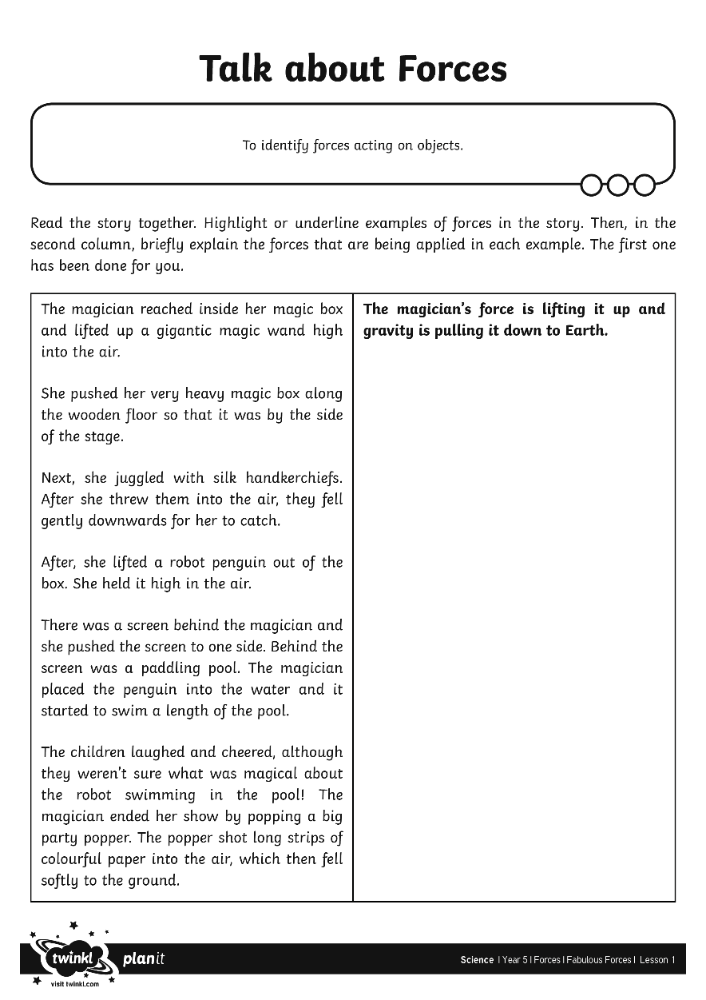 Talk about Forces
To identify forces acting on objects.
Read the story together. Highlight or underline examples of forces in the story. Then, in the
second column, briefly explain the forces that are being applied in each example. The first one
has been done for you.
The magician reached inside her magic box
and lifted up a gigantic magic wand high
into the air.
She pushed her very heavy magic box along
the wooden floor so that it was by the side
of the stage.
Next, she juggled with silk handkerchiefs.
After she threw them into the air, they fell
gently downwards for her to catch.
After, she lifted a robot penguin out of the
box. She held it high in the air.
There was a screen behind the magician and
she pushed the screen to one side. Behind the
screen was a paddling pool. The magician
placed the penguin into the water and it
started to swim a length of the pool.
The children laughed and cheered, although
they weren't sure what was magical about
the robot swimming in the pool! The
magician ended her show by popping a big
party popper. The popper shot long strips of
colourful paper into the air, which then fell
softly to the ground.
The magician's force is lifting it up and
gravity is pulling it down to Earth.
twinkl
visit twinkl.com
planit
Science | Year 5 | Forces | Fabulous Forces | Lesson 1